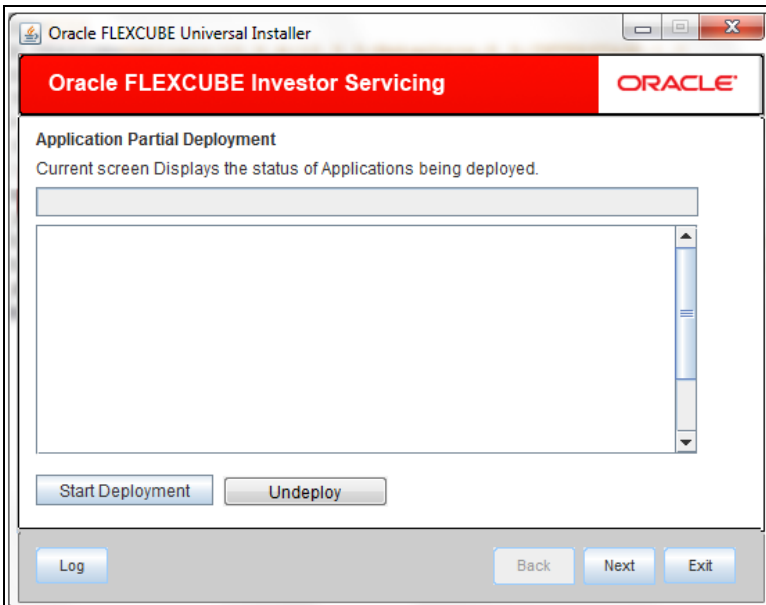 Oracle FLEXCUBE Universal Installer
Oracle FLEXCUBE Investor Servicing
ORACLE
Application Partial Deployment
Current screen Displays the status of Applications being deployed.
Start Deployment Undeploy
Log Back Next Exit